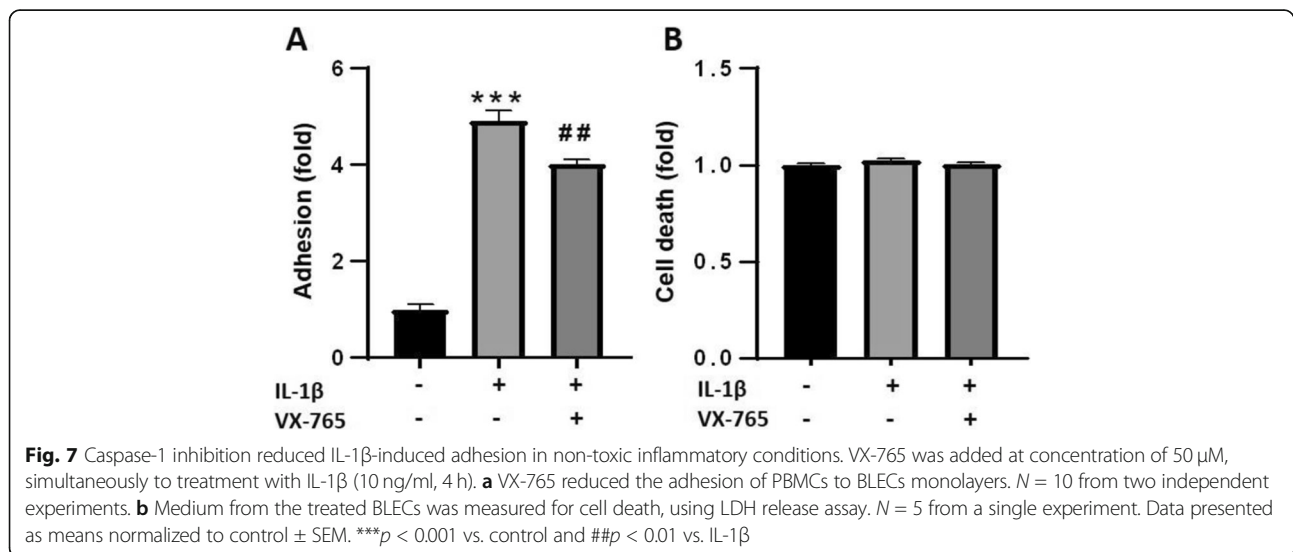 A
B
6
4
2
0
Adhesion (fold)
***
##
IL-1β - + +
VX-765 - - +
1.5
1.0
0.5
0.0
Cell death (fold)
IL-1β - + +
VX-765 - - +
Fig. 7 Caspase-1 inhibition reduced IL-1β-induced adhesion in non-toxic inflammatory conditions. VX-765 was added at concentration of 50 μM,
simultaneously to treatment with IL-1β (10 ng/ml, 4 h). a VX-765 reduced the adhesion of PBMCs to BLECs monolayers. N = 10 from two independent
experiments. b Medium from the treated BLECs was measured for cell death, using LDH release assay. N = 5 from a single experiment. Data presented
as means normalized to control ± SEM. ***p < 0.001 vs. control and ##p < 0.01 vs. IL-1β